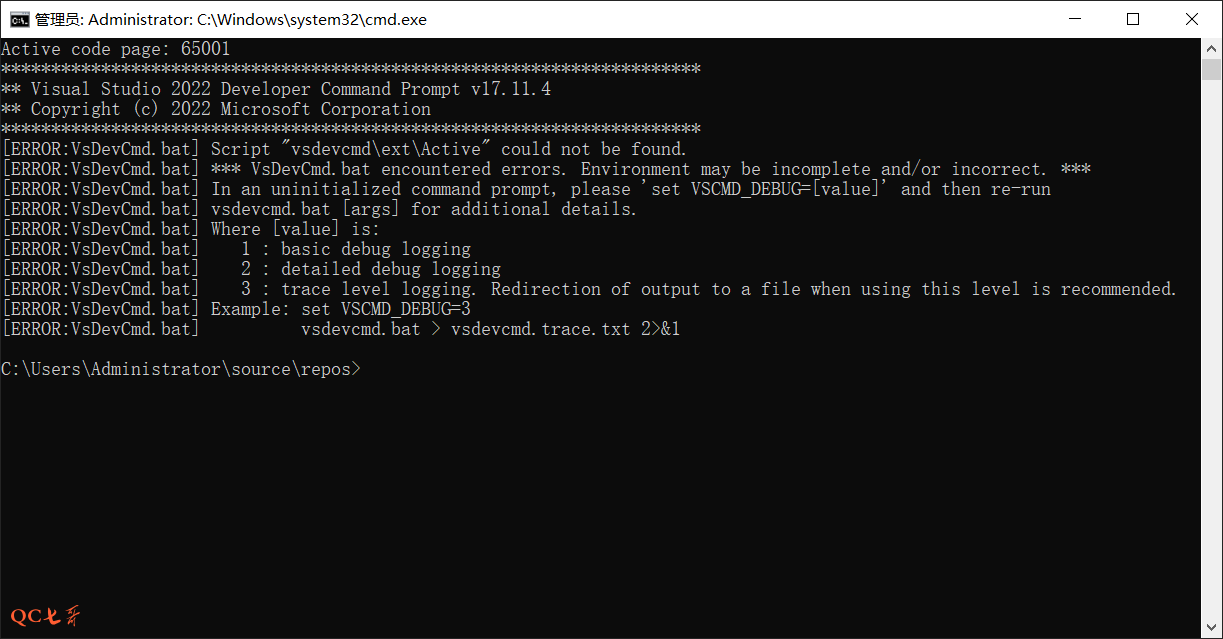 管理员: Administrator: C:\Windows\system32\cmd.exe
Active code page: 65001
**********************************************************************
** Visual Studio 2022 Developer Command Prompt v17.11.4
** Copyright (c) 2022 Microsoft Corporation
**********************************************************************
[ERROR:VsDevCmd.bat] Script "vsdevcmd\ext\Active" could not be found.
[ERROR:VsDevCmd.bat] *** VsDevCmd.bat encountered errors. Environment may be incomplete and/or incorrect. ***
[ERROR:VsDevCmd.bat] In an uninitialized command prompt, please 'set VSCMD_DEBUG=[value]' and then re-run
[ERROR:VsDevCmd.bat] vsdevcmd.bat [args] for additional details.
[ERROR:VsDevCmd.bat] Where [value] is:
[ERROR:VsDevCmd.bat]    1 : basic debug logging
[ERROR:VsDevCmd.bat]    2 : detailed debug logging
[ERROR:VsDevCmd.bat]    3 : trace level logging. Redirection of output to a file when using this level is recommended.
[ERROR:VsDevCmd.bat] Example: set VSCMD_DEBUG=3
[ERROR:VsDevCmd.bat]          vsdevcmd.bat > vsdevcmd.trace.txt 2>&1
C:\Users\Administrator\source\repos>
QC七哥